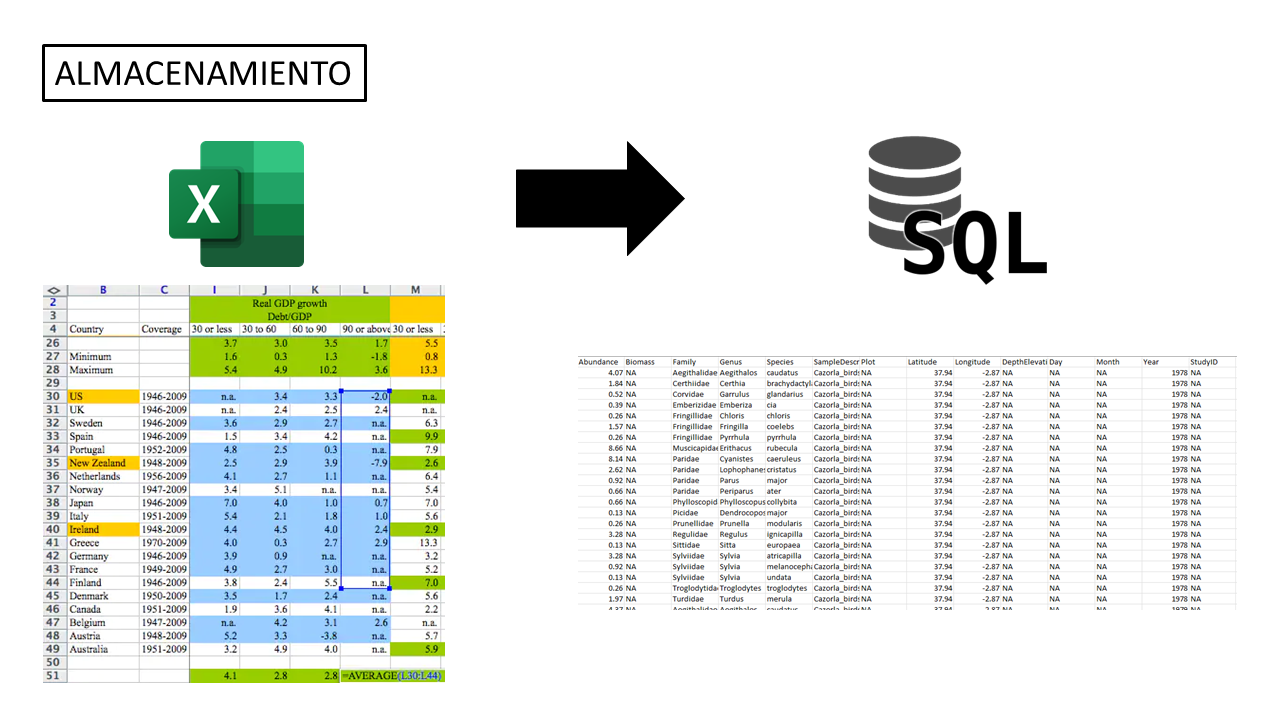 ALMACENAMIENTO
X
SQL
B C I J K L M
2 Real GDP growth
3 Debt/GDP
4 Country Coverage 30 or less 30 to 60 60 to 90 90 or above 30 or less
26 3.7 3.0 3.5 1.7 5.5
27 Minimum 1.6 0.3 1.3 -1.8 0.8
28 Maximum 5.4 4.9 10.2 3.6 13.3
29
30 US 1946-2009 n.a. 3.4 3.3 -2.0 n.a.
31 UK 1946-2009 n.a. 2.4 2.5 2.4 n.a.
32 Sweden 1946-2009 3.6 2.9 2.7 n.a. 6.3
33 Spain 1946-2009 1.5 3.4 4.2 n.a. 9.9
34 Portugal 1952-2009 4.8 2.5 0.3 n.a. 7.9
35 New Zealand 1948-2009 2.5 2.9 3.9 -7.9 2.6
36 Netherlands 1956-2009 4.1 2.7 1.1 n.a. 6.4
37 Norway 1947-2009 3.4 5.1 n.a. n.a. 5.4
38 Japan 1946-2009 7.0 4.0 1.0 0.7 7.0
39 Italy 1951-2009 5.4 2.1 1.8 1.0 5.6
40 Ireland 1948-2009 4.4 4.5 4.0 2.4 2.9
41 Greece 1970-2009 4.0 0.3 2.7 2.9 13.3
42 Germany 1946-2009 3.9 0.9 n.a. n.a. 3.2
43 France 1949-2009 4.9 2.7 3.0 n.a. 5.2
44 Finland 1946-2009 3.8 2.4 5.5 n.a. 7.0
45 Denmark 1950-2009 3.5 1.7 2.4 n.a. 5.6
46 Canada 1951-2009 1.9 3.6 4.1 n.a. 2.2
47 Belgium 1947-2009 n.a. 4.2 3.1 2.6 n.a.
48 Austria 1948-2009 5.2 3.3 -3.8 n.a. 5.7
49 Australia 1951-2009 3.2 4.9 4.0 n.a. 5.9
50
51 4.1 2.8 2.8 =AVERAGE(L30:L44)
Abundance Biomass Family Genus Species SampleDescr Plot Latitude Longitude DepthElevati Day Month Year StudyID
4.07 NA Aegithalidae Aegithalos caudatus Cazorla_birds NA 37.94 -2.87 NA NA NA 1978 NA
1.84 NA Certhiidae Certhia brachydactyl Cazorla_birds NA 37.94 -2.87 NA NA NA 1978 NA
0.52 NA Corvidae Garrulus glandarius Cazorla_birds NA 37.94 -2.87 NA NA NA 1978 NA
0.39 NA Emberizidae Emberiza cia Cazorla_birds NA 37.94 -2.87 NA NA NA 1978 NA
0.26 NA Fringillidae Chloris chloris Cazorla_birds NA 37.94 -2.87 NA NA NA 1978 NA
1.57 NA Fringillidae Fringilla coelebs Cazorla_birds NA 37.94 -2.87 NA NA NA 1978 NA
0.26 NA Fringillidae Pyrrhula pyrrhula Cazorla_birds NA 37.94 -2.87 NA NA NA 1978 NA
8.66 NA Muscicapidae Erithacus rubecula Cazorla_birds NA 37.94 -2.87 NA NA NA 1978 NA
8.14 NA Paridae Cyanistes caeruleus Cazorla_birds NA 37.94 -2.87 NA NA NA 1978 NA
2.62 NA Paridae Lophophanes cristatus Cazorla_birds NA 37.94 -2.87 NA NA NA 1978 NA
0.92 NA Paridae Parus major Cazorla_birds NA 37.94 -2.87 NA NA NA 1978 NA
0.66 NA Paridae Periparus ater Cazorla_birds NA 37.94 -2.87 NA NA NA 1978 NA
0.66 NA Phylloscopid Phylloscopus collybita Cazorla_birds NA 37.94 -2.87 NA NA NA 1978 NA
0.13 NA Picidae Dendrocopos major Cazorla_birds NA 37.94 -2.87 NA NA NA 1978 NA
0.26 NA Prunellidae Prunella modularis Cazorla_birds NA 37.94 -2.87 NA NA NA 1978 NA
3.28 NA Regulidae Regulus ignicapilla Cazorla_birds NA 37.94 -2.87 NA NA NA 1978 NA
0.13 NA Sittidae Sitta europaea Cazorla_birds NA 37.94 -2.87 NA NA NA 1978 NA
3.28 NA Sylviidae Sylvia atricapilla Cazorla_birds NA 37.94 -2.87 NA NA NA 1978 NA
0.92 NA Sylviidae Sylvia melanoceph Cazorla_birds NA 37.94 -2.87 NA NA NA 1978 NA
0.13 NA Sylviidae Sylvia undata Cazorla_birds NA 37.94 -2.87 NA NA NA 1978 NA
0.26 NA Troglodytida Troglodytes troglodytes Cazorla_birds NA 37.94 -2.87 NA NA NA 1978 NA
1.97 NA Turdidae Turdus merula Cazorla_birds NA 37.94 -2.87 NA NA NA 1978 NA